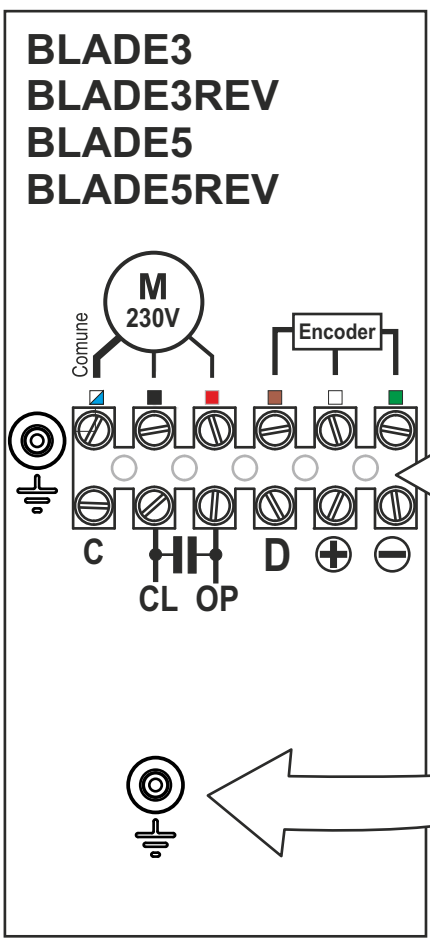 BLADE3
BLADE3REV
BLADE5
BLADE5REV
Comune
M
230V
Encoder
C
D
+
−
CL
OP